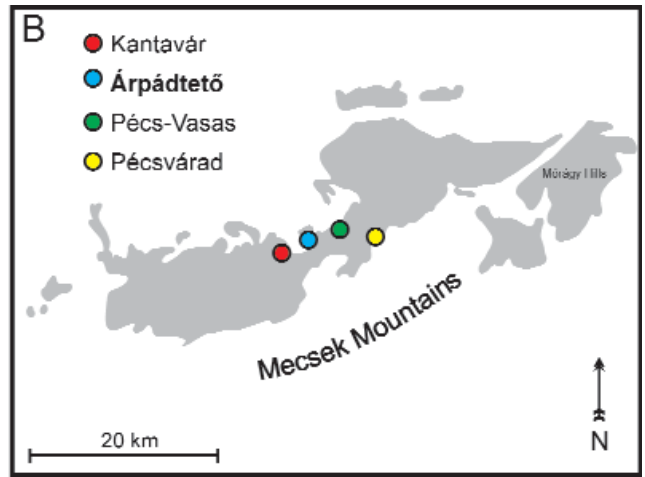 B
Kantavár
Árpádtető
Pécs-Vasas
Pécsvárad
Mórágy Hills
Mecsek Mountains
20 km
N